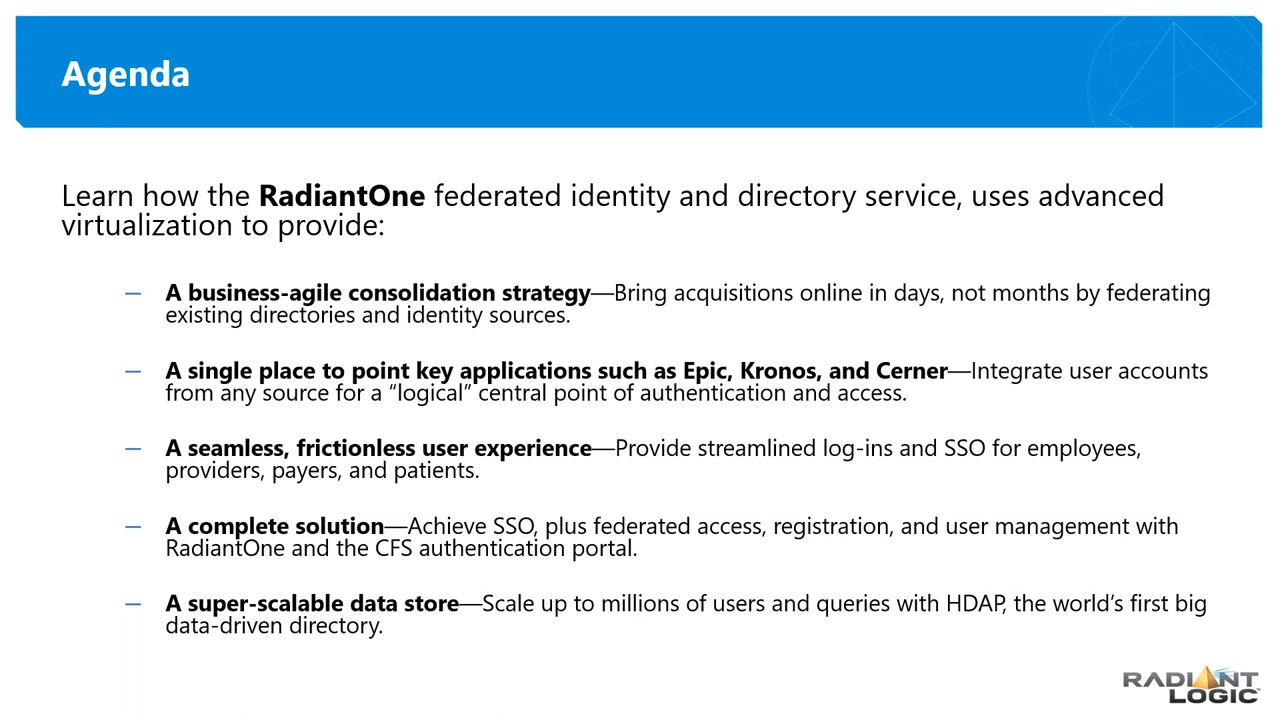 Agenda
Learn how the RadiantOne federated identity and directory service, uses advanced
virtualization to provide:
— A business-agile consolidation strategy—Bring acquisitions online in days, not months by federating
existing directories and identity sources.
— A single place to point key applications such as Epic, Kronos, and Cerner—Integrate user accounts
from any source for a “logical” central point of authentication and access.
— A seamless, frictionless user experience—Provide streamlined log-ins and SSO for employees,
providers, payers, and patients.
— A complete solution—Achieve SSO, plus federated access, registration, and user management with
RadiantOne and the CFS authentication portal.
— A super-scalable data store—Scale up to millions of users and queries with HDAP, the world’s first big
data-driven directory.
RADIANT
LOGIC